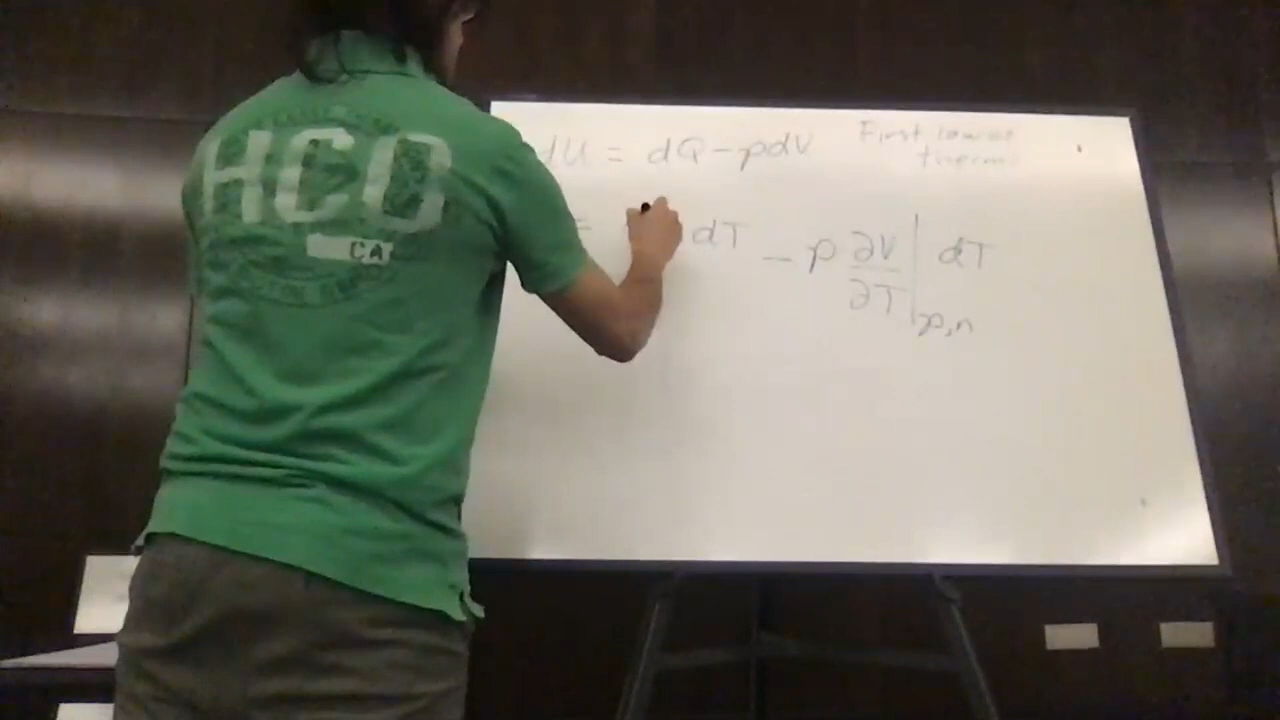 HCO
CA
dU = dQ - pdV
First law of
thermo
= dT - p ∂V/∂T |p,n dT